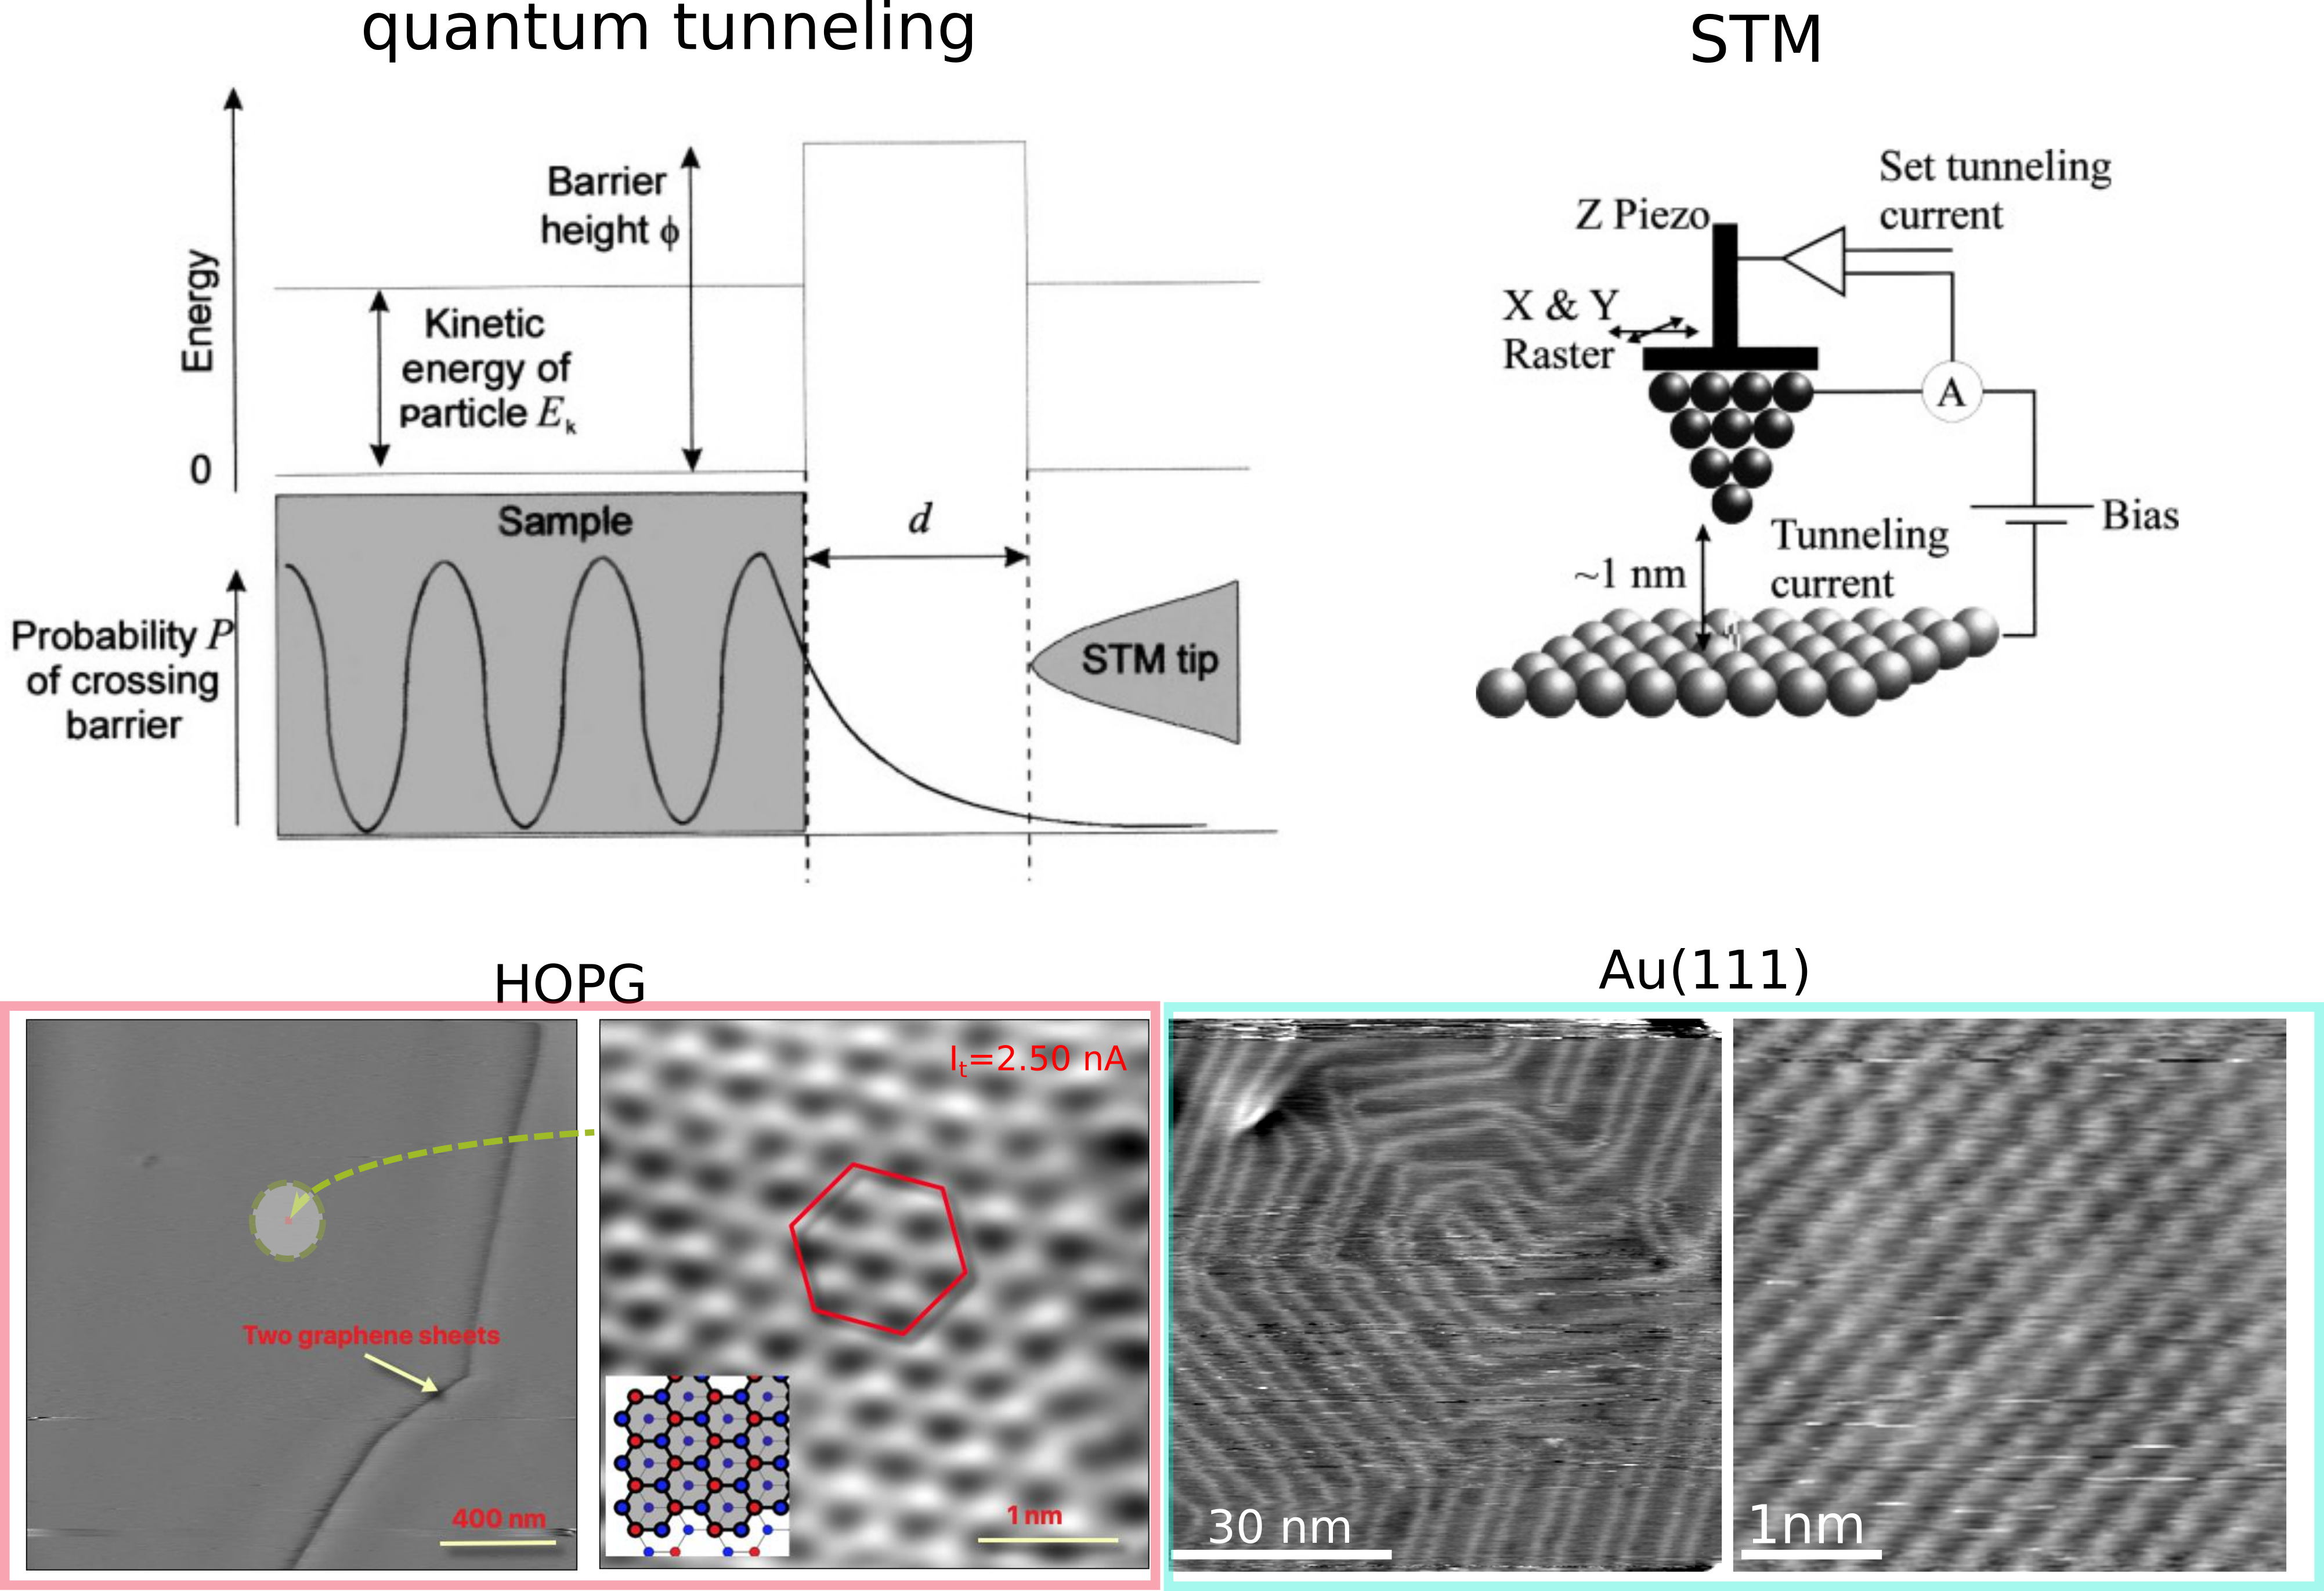 quantum tunneling
STM
Energy
0
Barrier
height ϕ
Kinetic
energy of
particle Eₖ
Sample
d
Probability P
of crossing
barrier
STM tip
Set tunneling
current
Z Piezo
X & Y
Raster
A
Bias
Tunneling
current
~1 nm
HOPG
Au(111)
Iₜ=2.50 nA
Two graphene sheets
400 nm
1nm
30 nm
1nm